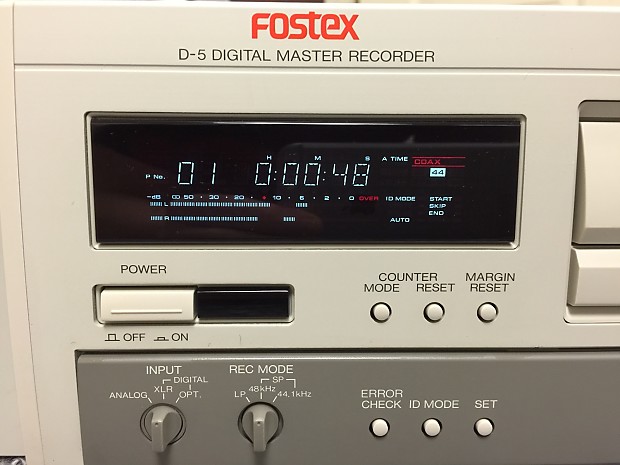 FOSTEX
D-5 DIGITAL MASTER RECORDER
H M S
P No. 01 0:00:48 A TIME COAX
44
-dB ∞ 50 · 30 · 20 · • 10 · 5 · 2 · 0 OVER ID MODE START
L SKIP
R AUTO END
POWER
OFF ON
COUNTER MARGIN
MODE RESET RESET
INPUT REC MODE
DIGITAL SP
XLR 48kHz
ANALOG OPT. LP 44.1kHz
ERROR
CHECK ID MODE SET